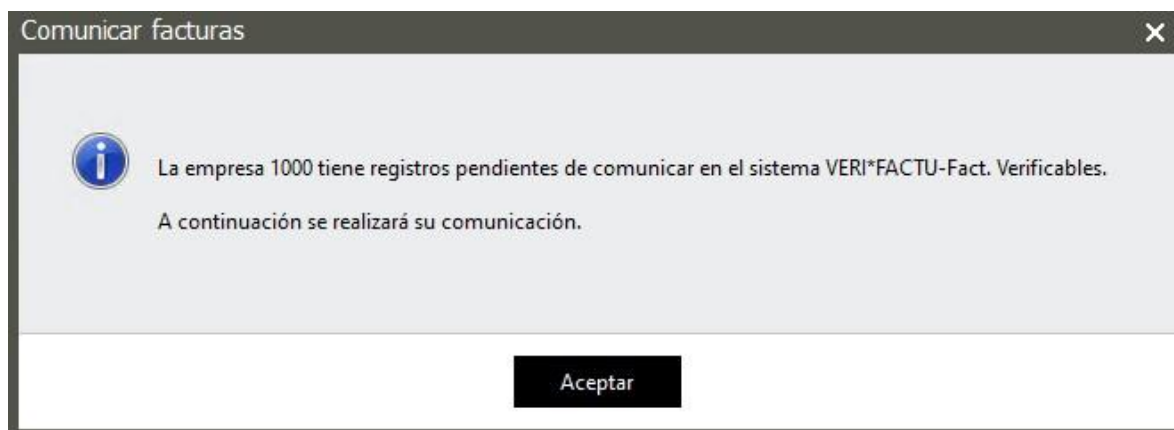 Comunicar facturas
La empresa 1000 tiene registros pendientes de comunicar en el sistema VERI*FACTU-Fact. Verificables.
A continuación se realizará su comunicación.
Aceptar